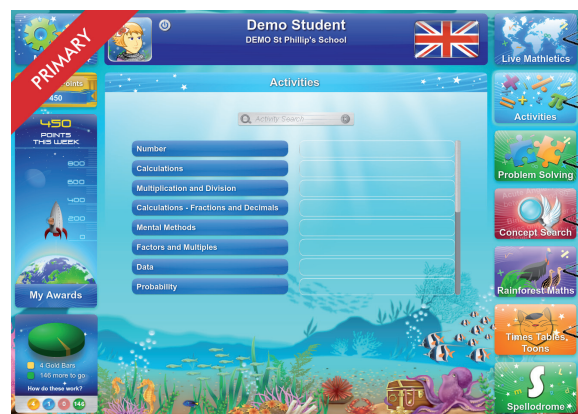 PRIMARY
Demo Student
DEMO St Phillip's School
Points
450
450
POINTS
THIS WEEK
800
600
400
200
0
My Awards
4 Gold Bars
146 more to go
How do these work?
4
1
0
146
Activities
Activity Search
Number
Calculations
Multiplication and Division
Calculations - Fractions and Decimals
Mental Methods
Factors and Multiples
Data
Probability
Live Mathletics
Activities
Problem Solving
Concept Search
Rainforest Maths
Times Tables,
Toons
Spellodrome